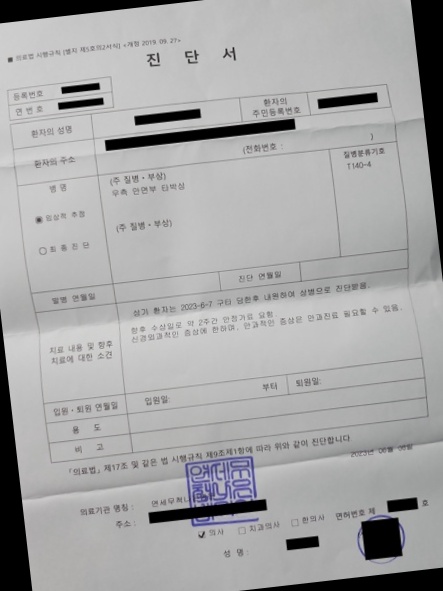 ■ 의료법 시행규칙 [별지 제5호의2서식] <개정 2019. 09. 27>
진 단 서
등록번호
연 번 호
환자의 성명
환자의 주민등록번호
환자의 주소
(전화번호 : )
병 명
(주 질병・부상)
우측 안면부 타박상
질병분류기호
T140-4
◉ 임상적 추정
○ 최 종 진 단
(주 질병・부상)
발병 연월일
진단 연월일
치료 내용 및 향후 치료에 대한 소견
상기 환자는 2023-6-7 구타 당한후 내원하여 상병으로 진단받음.
향후 수상일로 약 2주간 안정가료 요함.
신경외과적인 증상에 한하며, 안과적인 증상은 안과진료 필요할 수 있음.
입원・퇴원 연월일
입원일: 부터
퇴원일:
용 도
비 고
「의료법」 제17조 및 같은 법 시행규칙 제9조제1항에 따라 위와 같이 진단합니다.
2023년 06월
의료기관 명칭 : 연세무척나
주소 :
☑ 의사 □ 치과의사 □ 한의사 면허번호 제 호
성 명 :